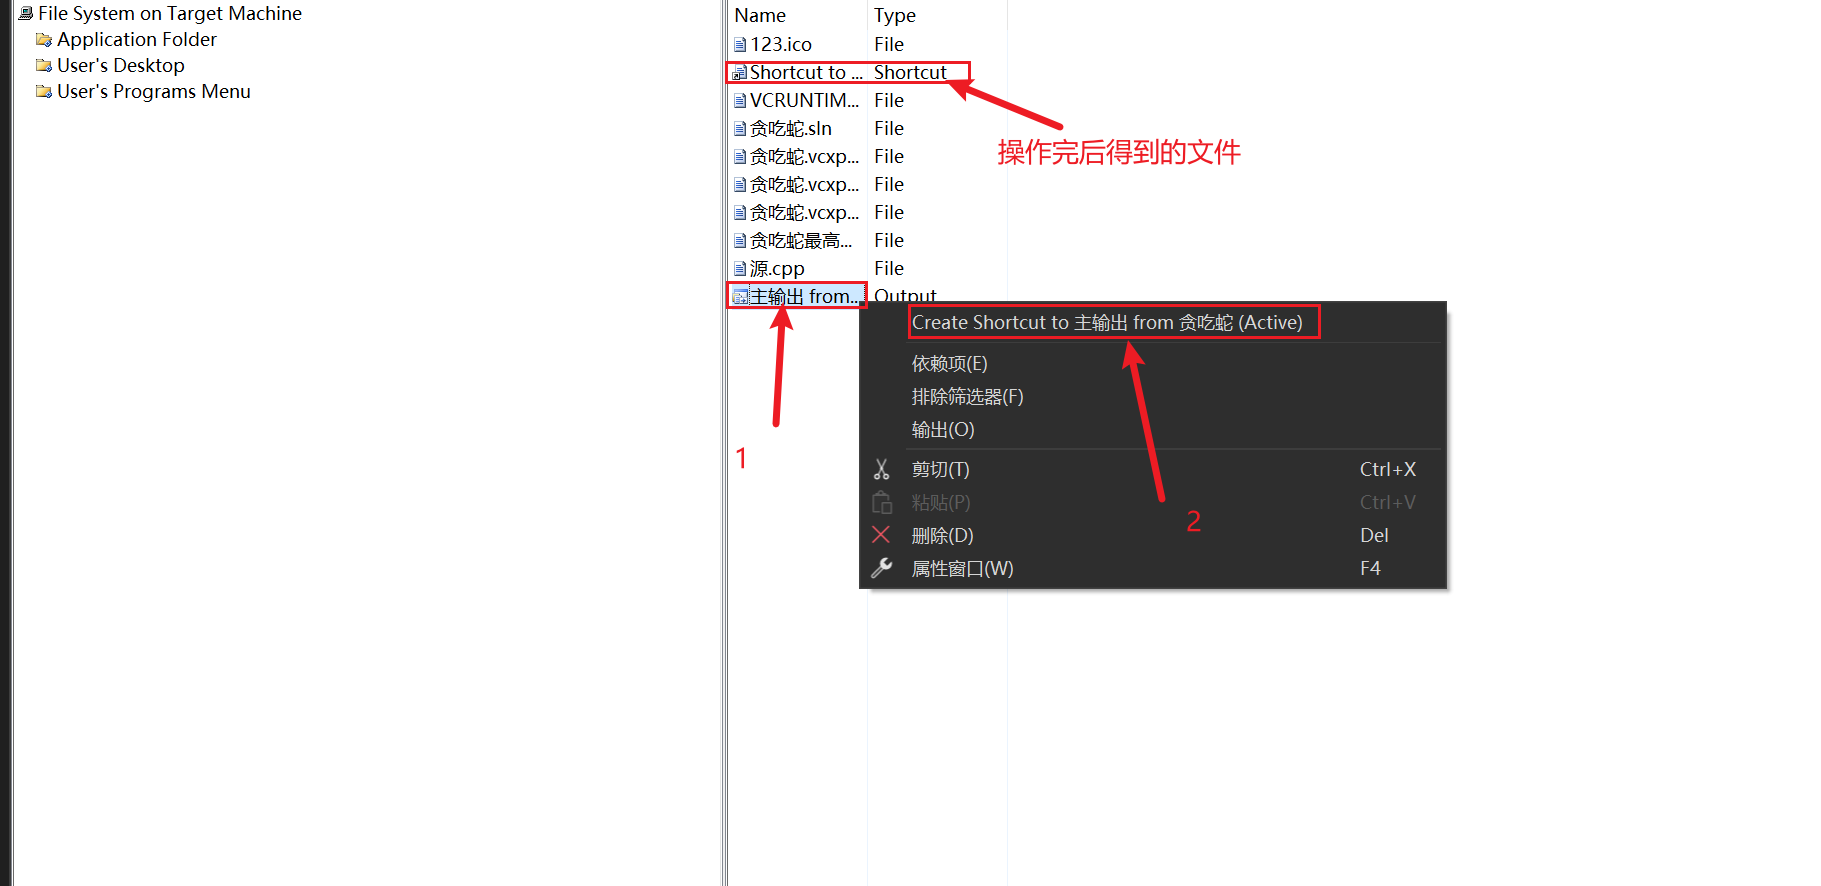 File System on Target Machine
Application Folder
User's Desktop
User's Programs Menu
Name Type
123.ico File
Shortcut to ... Shortcut
VCRUNTIM... File
贪吃蛇.sln File
贪吃蛇.vcxp... File
贪吃蛇.vcxp... File
贪吃蛇.vcxp... File
贪吃蛇最高... File
源.cpp File
主输出 from... Output
操作完后得到的文件
Create Shortcut to 主输出 from 贪吃蛇 (Active)
依赖项(E)
排除筛选器(F)
输出(O)
剪切(T) Ctrl+X
粘贴(P) Ctrl+V
删除(D) Del
属性窗口(W) F4
1
2